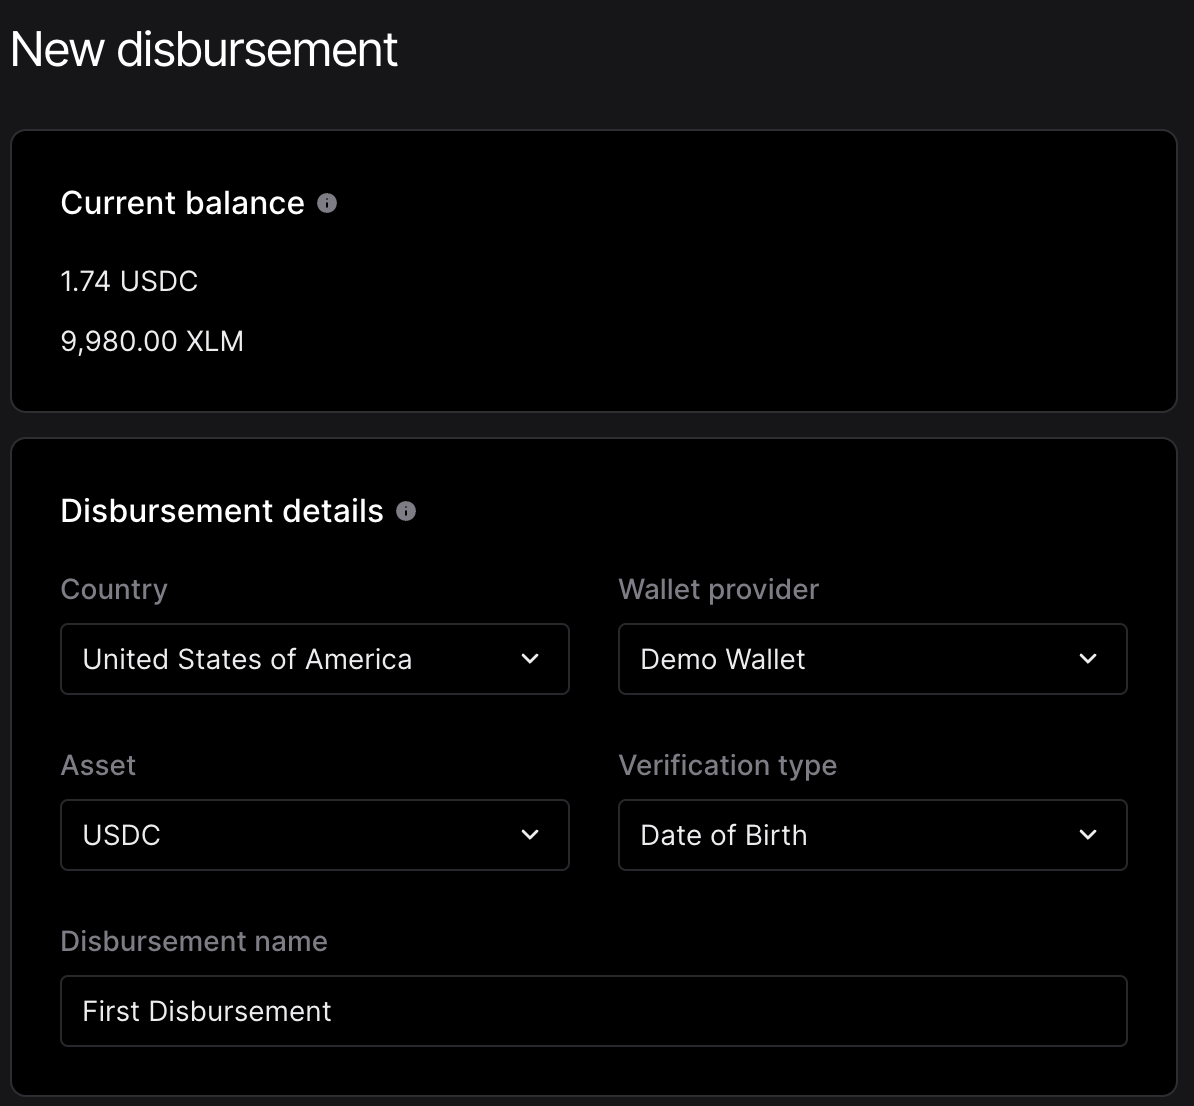 New disbursement
Current balance
1.74 USDC
9,980.00 XLM
Disbursement details
Country
Wallet provider
United States of America
Demo Wallet
Asset
Verification type
USDC
Date of Birth
Disbursement name
First Disbursement